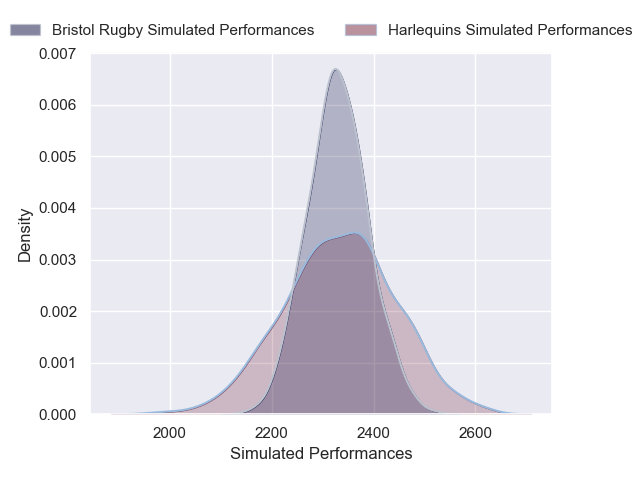 Bristol Rugby Simulated Performances Harlequins Simulated Performances
0.007
0.006
0.005
0.004
0.003
0.002
0.001
0.000
Density
2000 2200 2400 2600
Simulated Performances